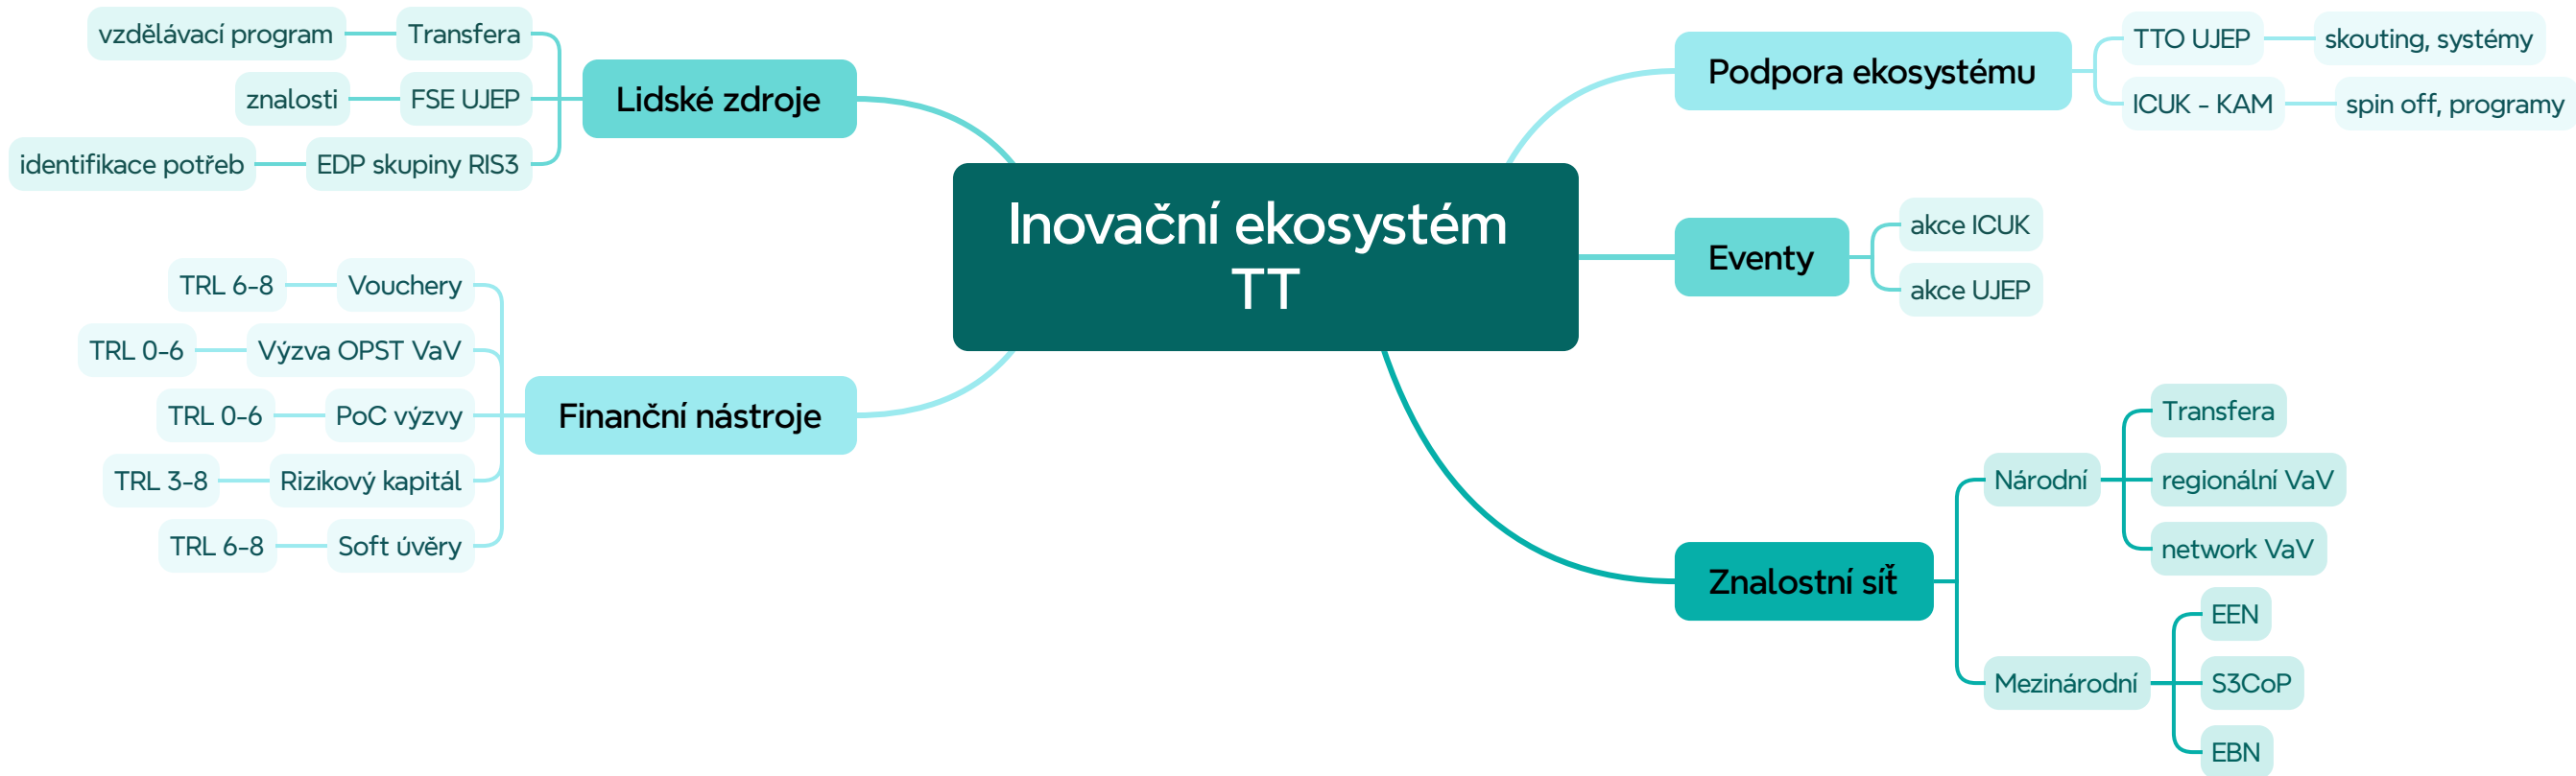 Inovační ekosystém
TT
Lidské zdroje
Transfera
vzdělávací program
FSE UJEP
znalosti
EDP skupiny RIS3
identifikace potřeb
Finanční nástroje
Vouchery
TRL 6-8
Výzva OPST VaV
TRL 0-6
PoC výzvy
TRL 0-6
Rizikový kapitál
TRL 3-8
Soft úvěry
TRL 6-8
Podpora ekosystému
TTO UJEP
skouting, systémy
ICUK - KAM
spin off, programy
Eventy
akce ICUK
akce UJEP
Znalostní síť
Národní
Transfera
regionální VaV
network VaV
Mezinárodní
EEN
S3CoP
EBN